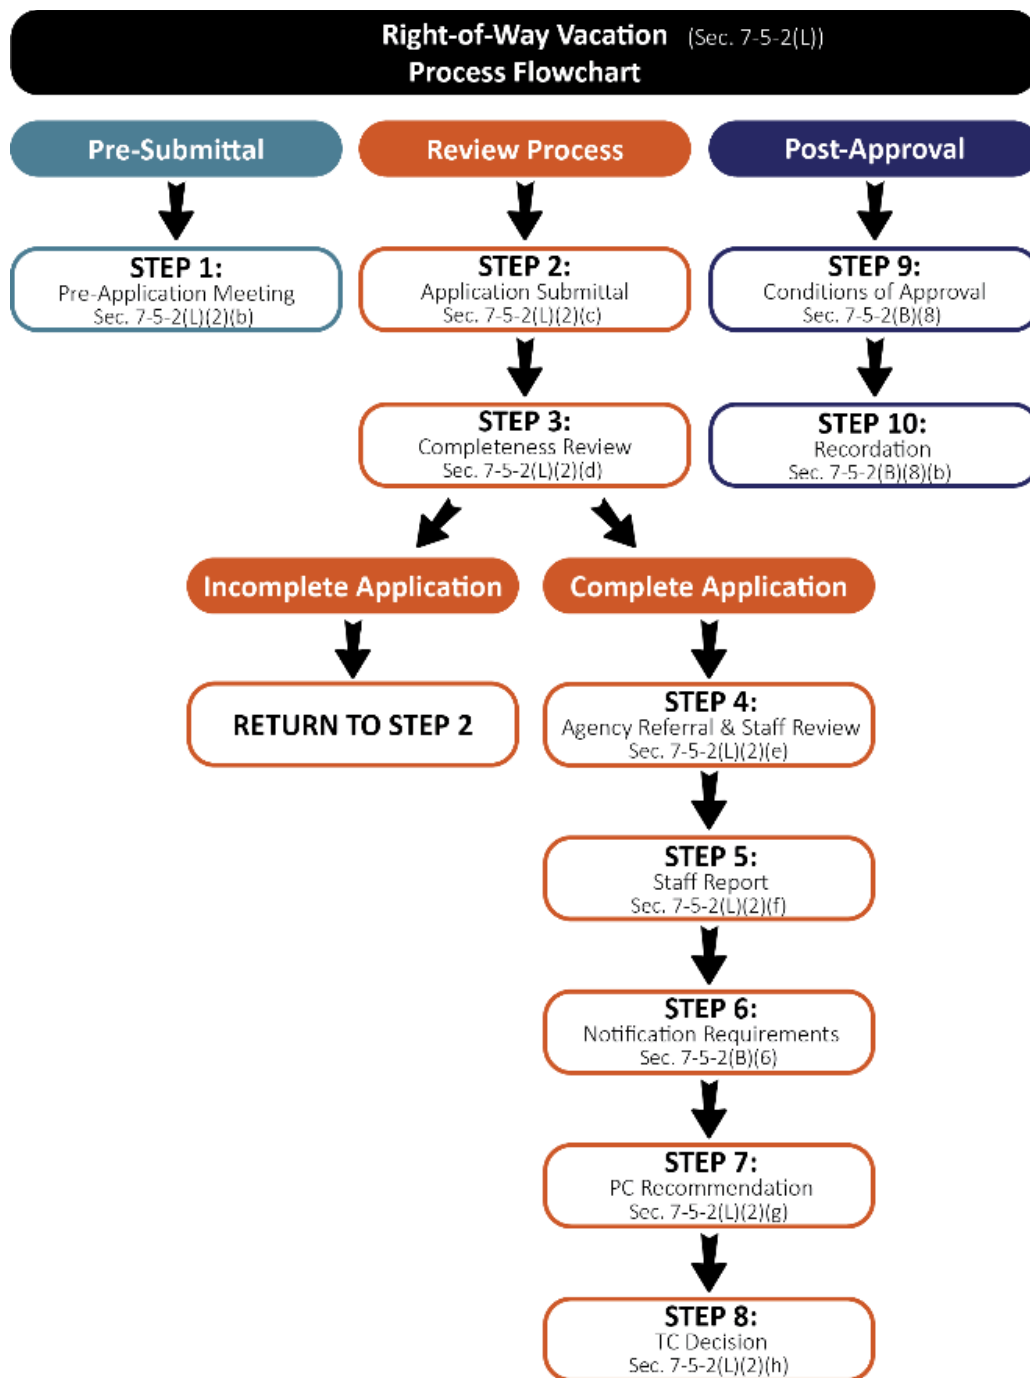 Right-of-Way Vacation (Sec. 7-5-2(L))
Process Flowchart
Pre-Submittal
Review Process
Post-Approval
STEP 1:
Pre-Application Meeting
Sec. 7-5-2(L)(2)(b)
STEP 2:
Application Submittal
Sec. 7-5-2(L)(2)(c)
STEP 9:
Conditions of Approval
Sec. 7-5-2(B)(8)
STEP 3:
Completeness Review
Sec. 7-5-2(L)(2)(d)
STEP 10:
Recordation
Sec. 7-5-2(B)(8)(b)
Incomplete Application
Complete Application
RETURN TO STEP 2
STEP 4:
Agency Referral & Staff Review
Sec. 7-5-2(L)(2)(e)
STEP 5:
Staff Report
Sec. 7-5-2(L)(2)(f)
STEP 6:
Notification Requirements
Sec. 7-5-2(B)(6)
STEP 7:
PC Recommendation
Sec. 7-5-2(L)(2)(g)
STEP 8:
TC Decision
Sec. 7-5-2(L)(2)(h)